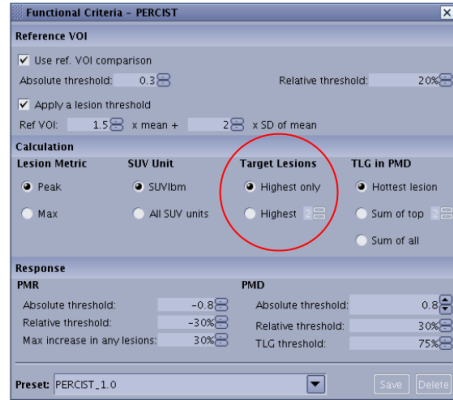 Functional Criteria - PERCIST
Reference VOI
Use ref. VOI comparison
Absolute threshold: 0.3 Relative threshold: 20%
Apply a lesion threshold
Ref VOI: 1.5 x mean + 2 x SD of mean
Calculation
Lesion Metric SUV Unit Target Lesions TLG in PMD
Peak SUVlbm Highest only Hottest lesion
Max All SUV units Highest Sum of top
Sum of all
Response
PMR PMD
Absolute threshold: -0.8 Absolute threshold: 0.8
Relative threshold: -30% Relative threshold: 30%
Max increase in any lesions: 30% TLG threshold: 75%
Preset: PERCIST_1.0 Save Delete